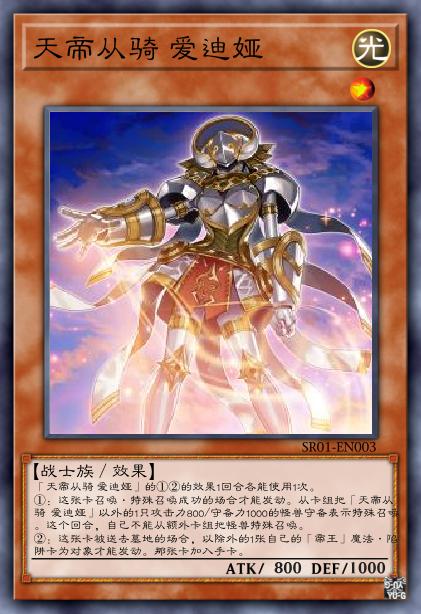 天帝从骑 爱迪娅
光
SR01-EN003
【战士族／效果】
「天帝从骑 爱迪娅」的①②的效果1回合各能使用1次。
①：这张卡召唤·特殊召唤成功的场合才能发动。从卡组把「天帝从
骑 爱迪娅」以外的1只攻击力800/守备力1000的怪兽守备表示特殊召唤
。这个回合，自己不能从额外卡组把怪兽特殊召唤。
②：这张卡被送去墓地的场合，以除外的1张自己的「帝王」魔法·陷
阱卡为对象才能发动。那张卡加入手卡。
ATK/ 800 DEF/1000